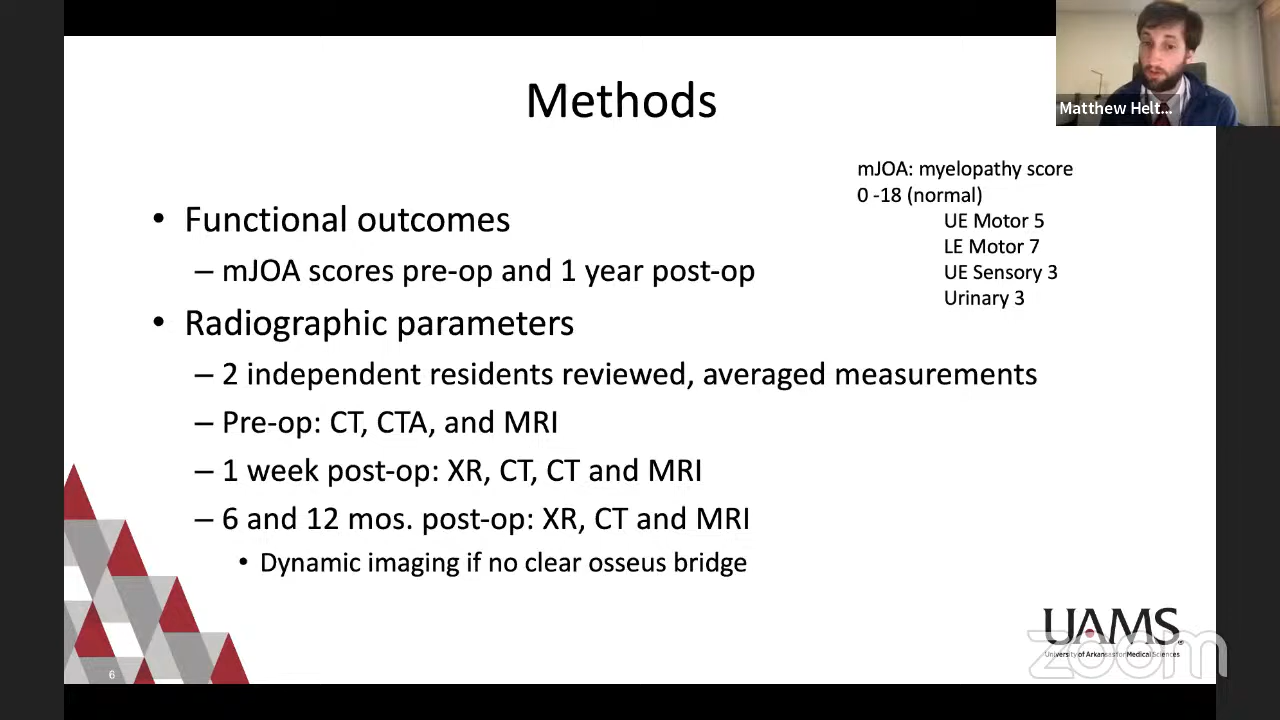 Methods
Matthew Helt...
mJOA: myelopathy score
0 -18 (normal)
UE Motor 5
LE Motor 7
UE Sensory 3
Urinary 3
• Functional outcomes
– mJOA scores pre-op and 1 year post-op
• Radiographic parameters
– 2 independent residents reviewed, averaged measurements
– Pre-op: CT, CTA, and MRI
– 1 week post-op: XR, CT, CT and MRI
– 6 and 12 mos. post-op: XR, CT and MRI
• Dynamic imaging if no clear osseus bridge
UAMS®
University of Arkansas for Medical Sciences
zoom
6